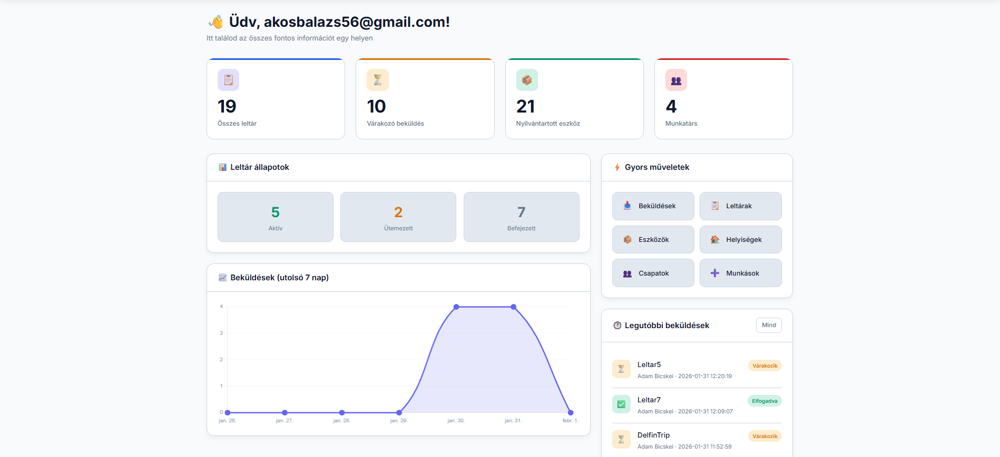 Üdv, akosbalazs56@gmail.com!
Itt találod az összes fontos információt egy helyen
19
Összes leltár
10
Várakozó beküldés
21
Nyilvántartott eszköz
4
Munkatárs
Leltár állapotok
5
Aktív
2
Ütemezett
7
Befejezett
Beküldések (utolsó 7 nap)
4
3
2
1
0
jan. 26.
jan. 27.
jan. 28.
jan. 29.
jan. 30.
jan. 31.
febr. 1.
Gyors műveletek
Beküldések
Leltárak
Eszközök
Helyiségek
Csapatok
Munkások
Legutóbbi beküldések
Mind
Leltar5
Várakozik
Adam Bicskei · 2026-01-31 12:20:19
Leltar7
Elfogadva
Adam Bicskei · 2026-01-31 12:09:07
DelfinTrip
Várakozik
Adam Bicskei · 2026-01-31 11:52:59